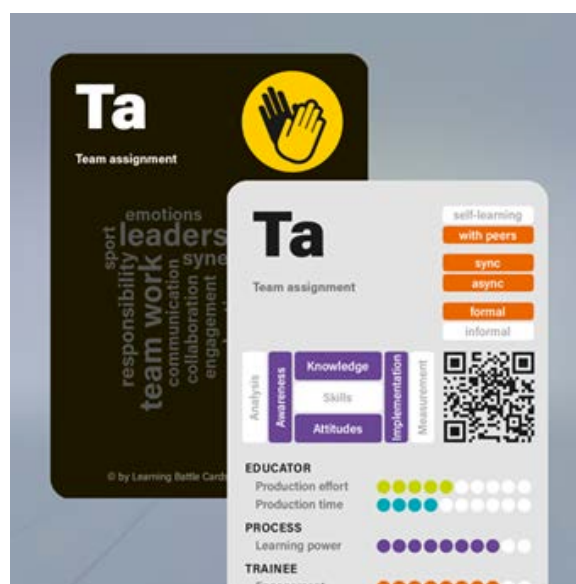 Ta
Team assignment
emotions
sport
responsibility
team work
communication
collaboration
engagement
© by Learning Battle Cards
Ta
Team assignment
self-learning
with peers
sync
async
formal
informal
Analysis
Awareness
Knowledge
Skills
Attitudes
Implementation
Measurement
EDUCATOR
Production effort
Production time
PROCESS
Learning power
TRAINEE